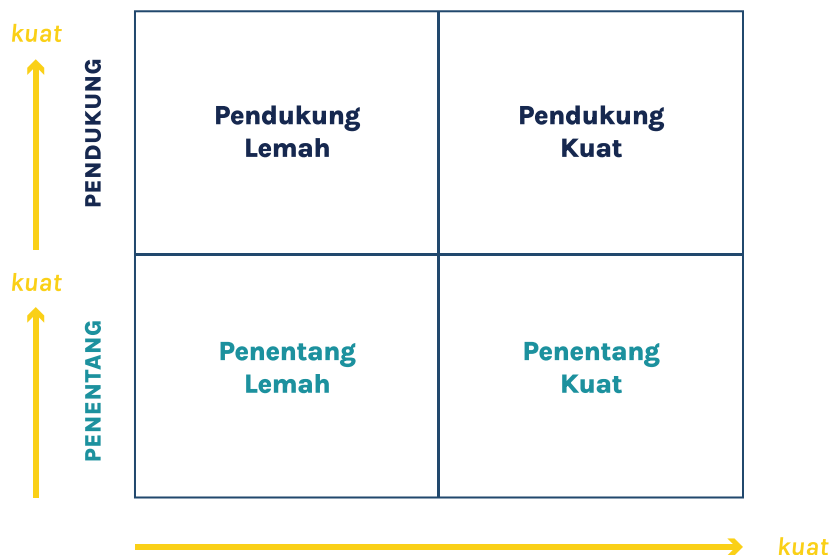 kuat
PENDUKUNG
Pendukung
Lemah
Pendukung
Kuat
kuat
PENENTANG
Penentang
Lemah
Penentang
Kuat
kuat